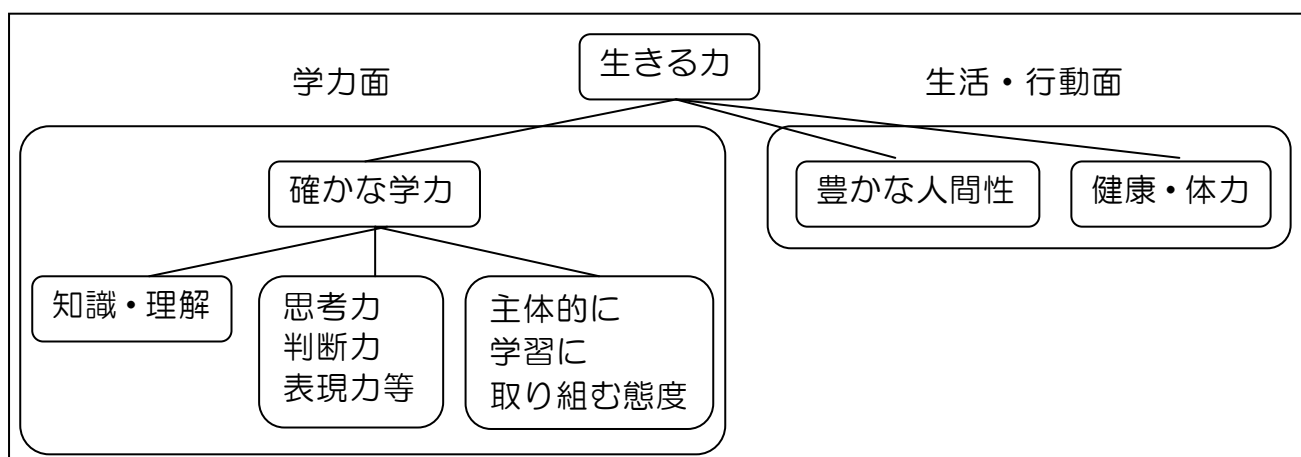 生きる力
学力面
生活・行動面
確かな学力
豊かな人間性
健康・体力
知識・理解
思考力
判断力
表現力等
主体的に
学習に
取り組む態度